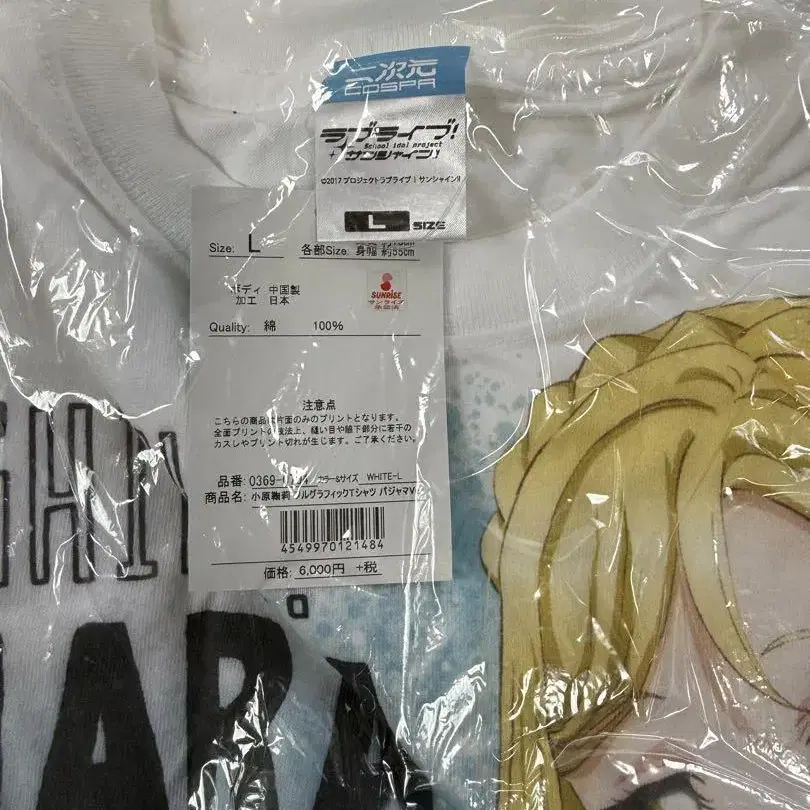 二次元
COSPA
ラブライブ!
School idol project
サンシャイン!!
©2017 プロジェクトラブライブ!サンシャイン!!
L SIZE
Size: L 各部Size: 身幅 約55cm
ボディ 中国製
加工 日本
SUNRISE
サンライズ
Quality: 綿 100%
注意点
こちらの商品は片面のみのプリントとなります。
全面プリントの技法上、縫い目や脇下部分に若干の
カスレやプリント切れが生じます。ご了承ください。
品番: 0369- カラー&サイズ WHITE-L
商品名: 小原鞠莉 フルグラフィックTシャツ パジャマV
4549970121484
価格: 6,000円 +税